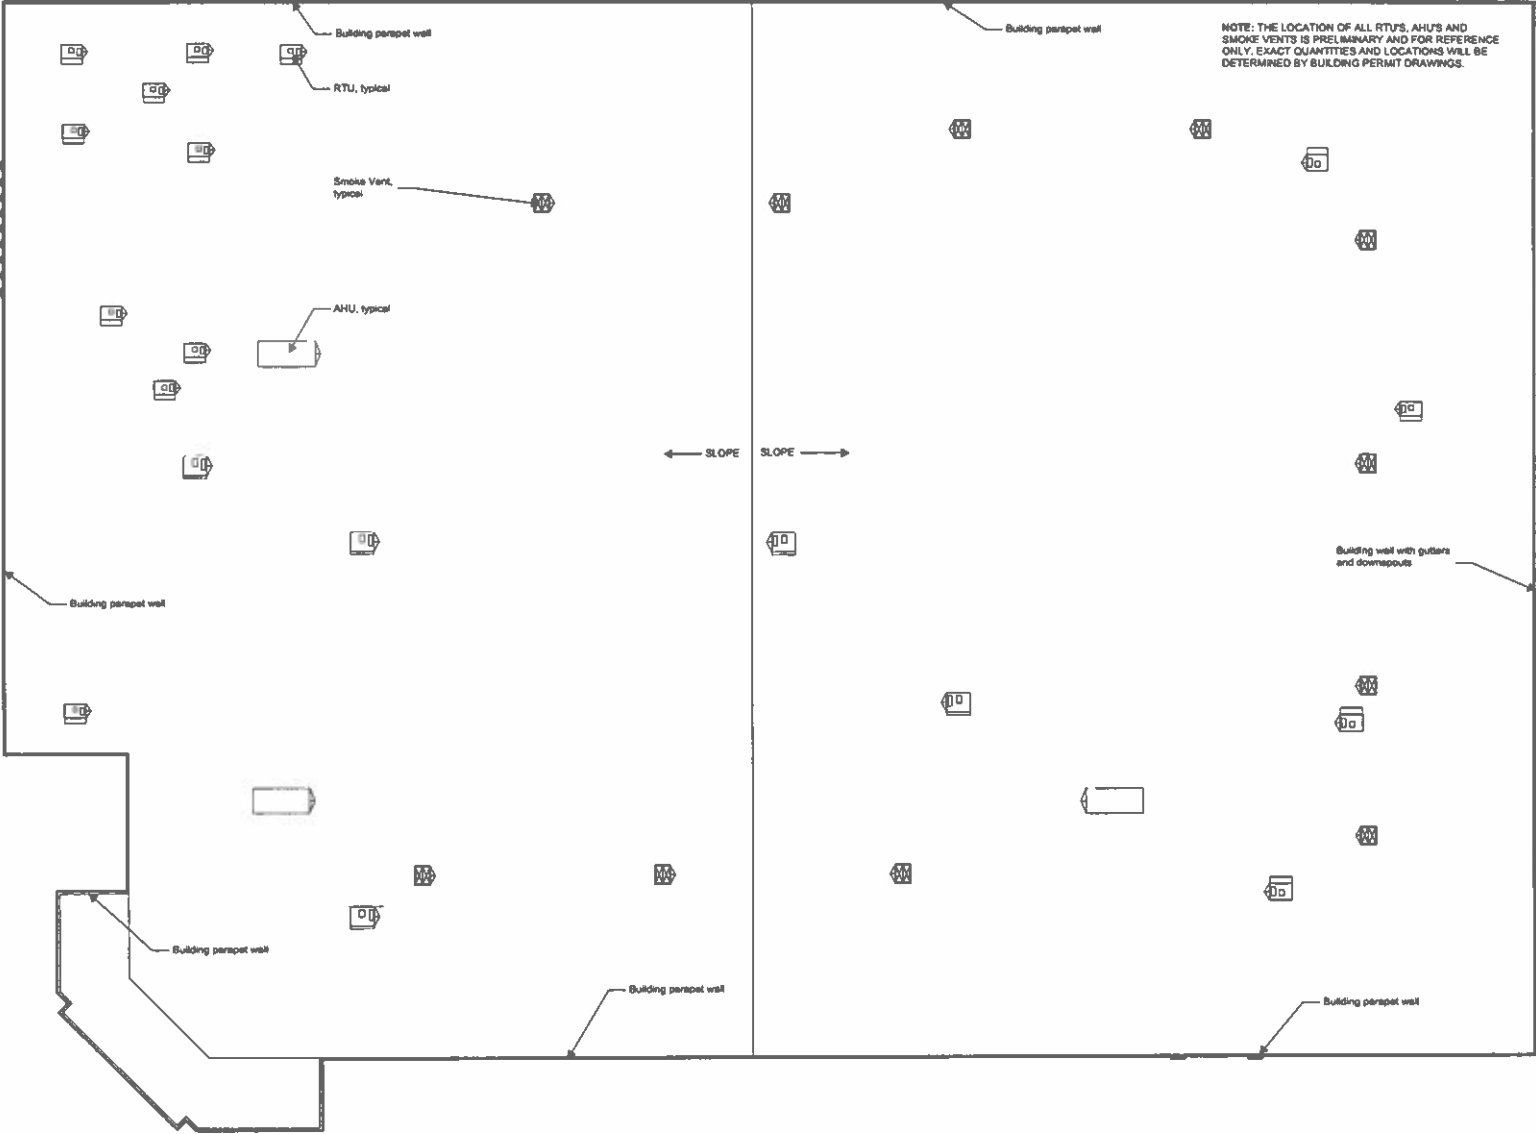 Building parapet wall
Building parapet wall
NOTE: THE LOCATION OF ALL RTU'S, AHU'S AND
SMOKE VENTS IS PRELIMINARY AND FOR REFERENCE
ONLY. EXACT QUANTITIES AND LOCATIONS WILL BE
DETERMINED BY BUILDING PERMIT DRAWINGS.
RTU, typical
Smoke Vent,
typical
AHU, typical
SLOPE
SLOPE
Building wall with gutters
and downspouts
Building parapet wall
Building parapet wall
Building parapet wall
Building parapet wall